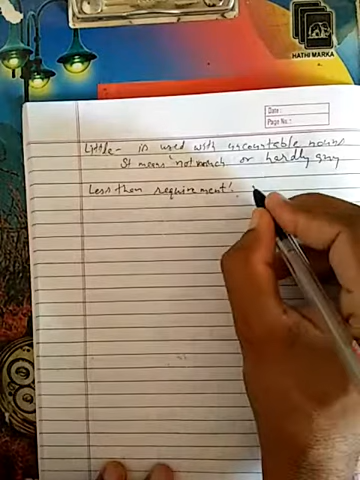 HATHI MARKA
Date :
Page No. :
Little - is used with uncountable nouns
It means 'not much or hardly any
Less than requirement'.